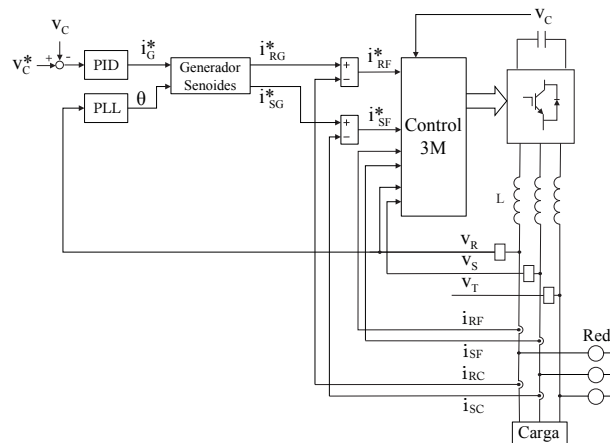 v_C
v_C
v_C* + -
PID
i_G*
Generador
Senoides
i*_RG
+
−
i*_RF
PLL
θ
i*_SG
+
−
i*_SF
Control
3M
L
v_R
v_S
v_T
i_RF
i_SF
i_RC
i_SC
Red
Carga